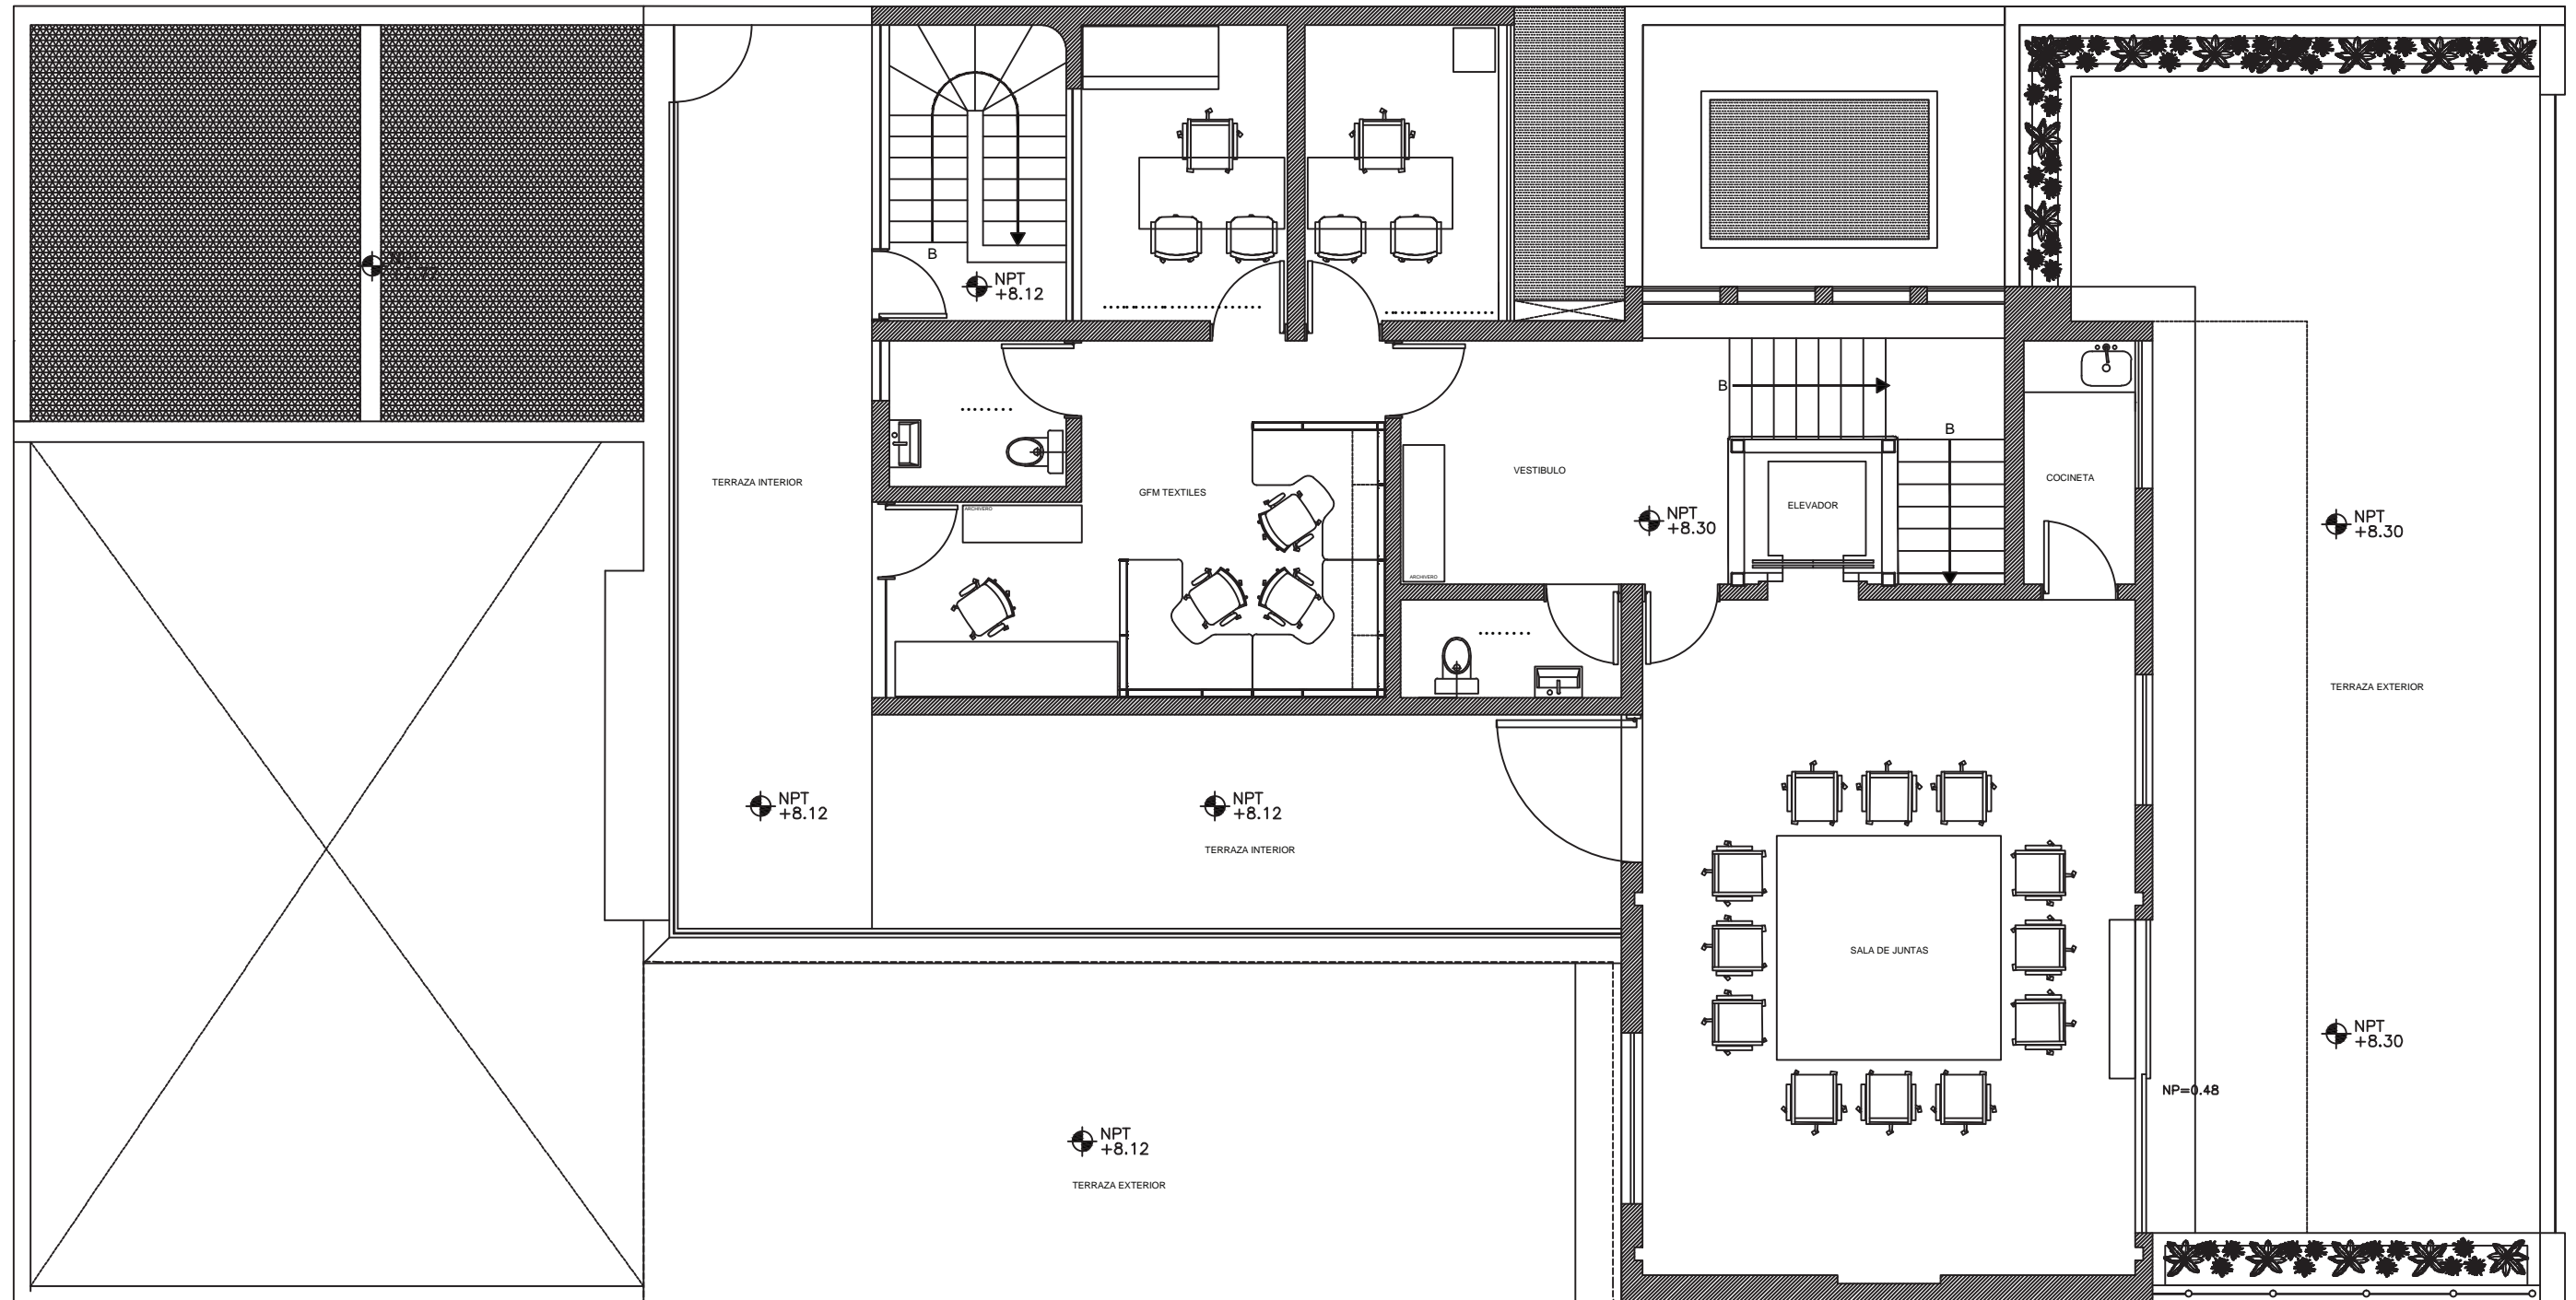 B
NPT
+8.12
B
B
TERRAZA INTERIOR
GFM TEXTILES
VESTIBULO
COCINETA
ELEVADOR
ARCHIVERO
NPT
+8.30
NPT
+8.30
ARCHIVERO
TERRAZA EXTERIOR
NPT
+8.12
NPT
+8.12
TERRAZA INTERIOR
SALA DE JUNTAS
NPT
+8.30
NP=0.48
NPT
+8.12
TERRAZA EXTERIOR